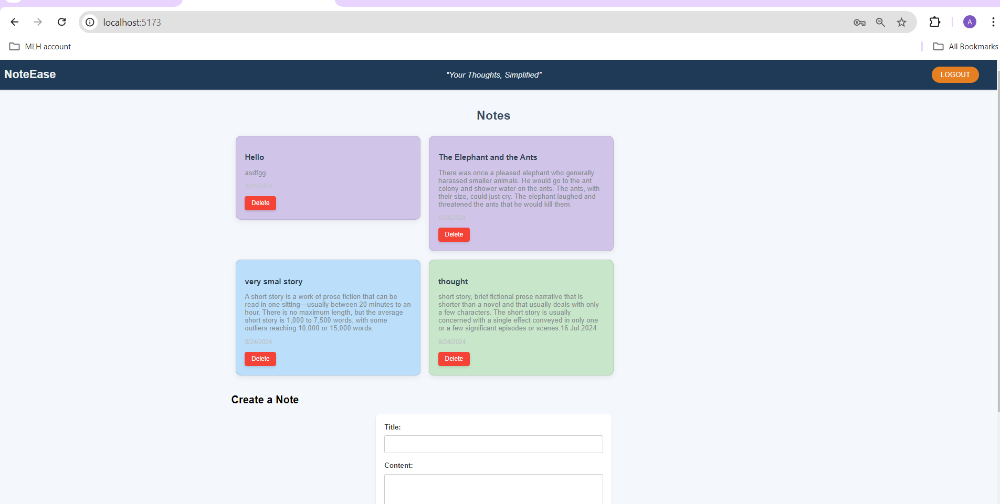 localhost:5173
A
MLH account
All Bookmarks
NoteEase
"Your Thoughts, Simplified"
LOGOUT
Notes
Hello
asdfgg
8/24/2024
Delete
The Elephant and the Ants
There was once a pleased elephant who generally
harassed smaller animals. He would go to the ant
colony and shower water on the ants. The ants, with
their size, could just cry. The elephant laughed and
threatened the ants that he would kill them.
8/24/2024
Delete
very smal story
A short story is a work of prose fiction that can be
read in one sitting—usually between 20 minutes to an
hour. There is no maximum length, but the average
short story is 1,000 to 7,500 words, with some
outliers reaching 10,000 or 15,000 words.
8/24/2024
Delete
thought
short story, brief fictional prose narrative that is
shorter than a novel and that usually deals with only
a few characters. The short story is usually
concerned with a single effect conveyed in only one
or a few significant episodes or scenes.16 Jul 2024
8/24/2024
Delete
Create a Note
Title:
Content: